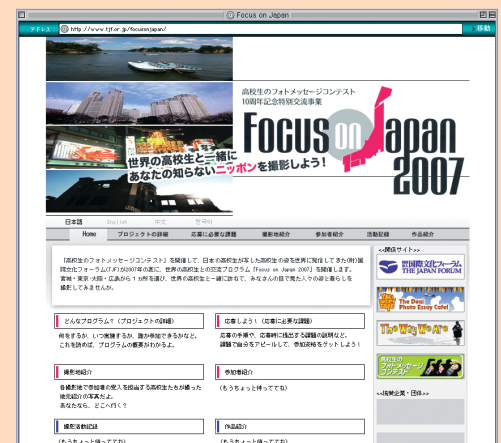 Focus on Japan
アドレス: http://www.tjf.or.jp/focusonjapan/ 移動
高校生のフォトメッセージコンテスト
10周年記念特別交流事業
FOCUS on Japan
2007
世界の高校生と一緒に
あなたの知らないニッポンを撮影しよう!
日本語 English 中文 한국어
Home プロジェクトの詳細 応募に必要な課題 撮影地紹介 参加者紹介 活動記録 作品紹介
「高校生のフォトメッセージコンテスト」を開催して、日本の高校生が写した高校生の姿を世界に発信してきた(財)国
際文化フォーラム(TJF)が2007年の夏に、世界の高校生との交流プログラム「Focus on Japan 2007」を開催します。
宮城・東京・大阪・広島から1カ所を選び、世界の高校生と一緒に訪ねて、みなさんの目で見た人々の姿と暮らしを
撮影してみませんか。
<<関係サイト>>
国際文化フォーラム
THE JAPAN FORUM
The Deai
Photo Essay Cafe!
The Way We Are
高校生の
フォトメッセージ
コンテスト
<<協賛企業・団体>>
どんなプログラム?(プロジェクトの詳細)
何をするか、いつ実施するか、誰が参加できるかなど。
これを読めば、プログラムの概要がわかるよ。
応募しよう!(応募に必要な課題)
応募の手順や、応募時に提出する課題の説明など。
課題で自分をアピールして、参加資格をゲットしよう!
撮影地紹介
各撮影地で参加者の受入を担当する高校生たちが撮った
地元紹介の写真だよ。
あなたなら、どこへ行く?
参加者紹介
(もうちょっと待っててね)
撮影活動記録
(もうちょっと待っててね)
作品紹介
(もうちょっと待っててね)